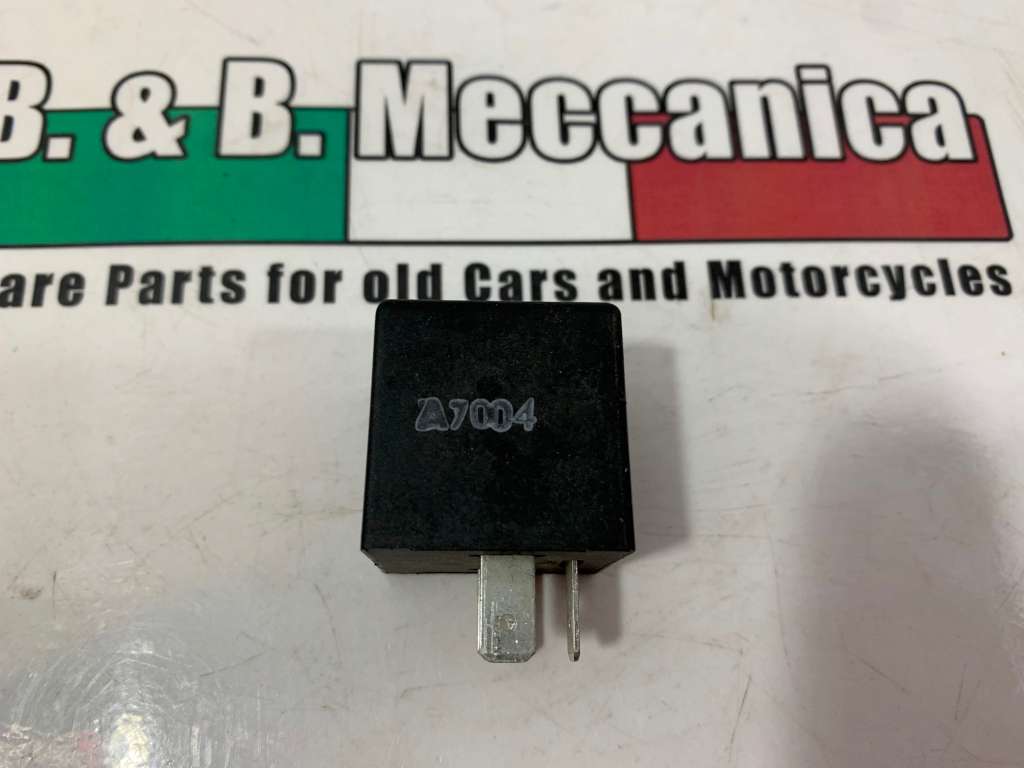 B. & B. Meccanica
are Parts for old Cars and Motorcycles
A7004